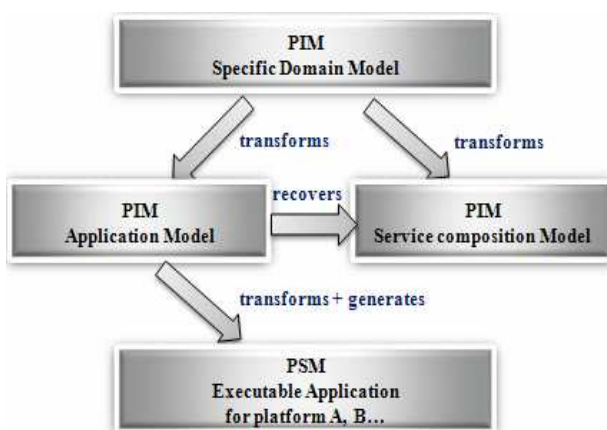 PIM
Specific Domain Model
transforms
transforms
PIM
Application Model
recovers
PIM
Service composition Model
transforms + generates
PSM
Executable Application
for platform A, B...